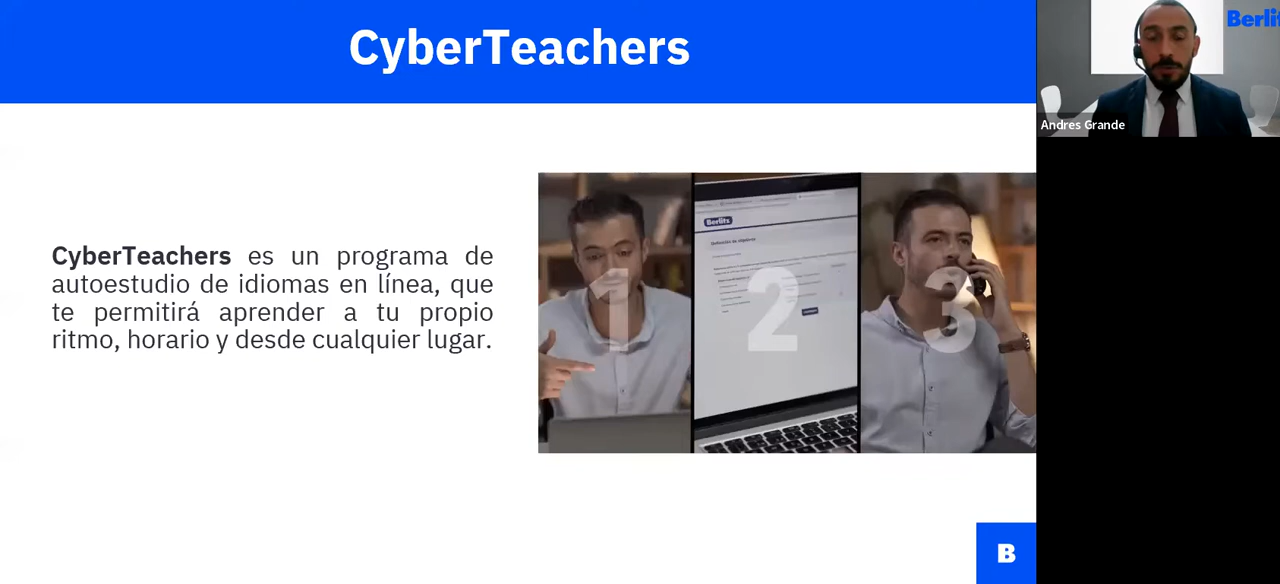 CyberTeachers
Berlit
Andres Grande
CyberTeachers es un programa de
autoestudio de idiomas en línea, que
te permitirá aprender a tu propio
ritmo, horario y desde cualquier lugar.
Berlitz
1
2
3
B